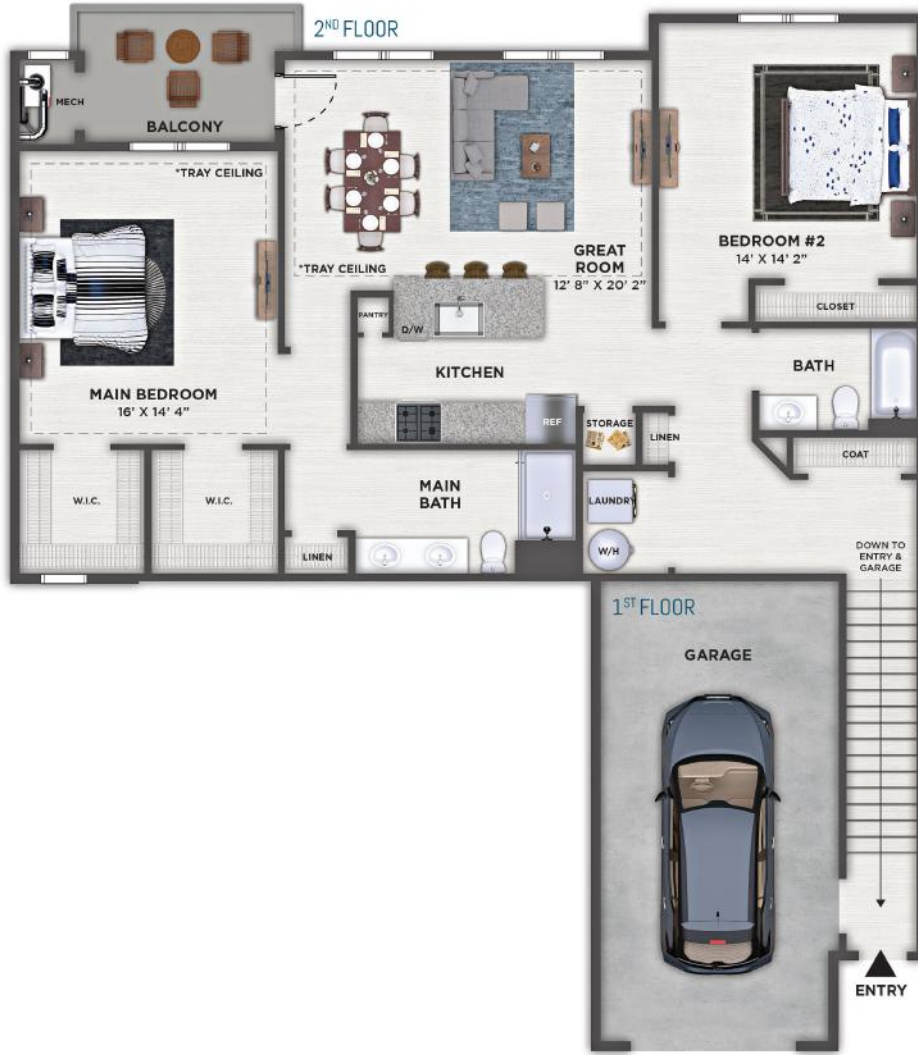 2ND FLOOR
MECH
BALCONY
*TRAY CEILING
BEDROOM #2
14' X 14' 2"
GREAT
ROOM
12' 8" X 20' 2"
*TRAY CEILING
CLOSET
PANTRY
D/W
KITCHEN
BATH
MAIN BEDROOM
16' X 14' 4"
REF
STORAGE
LINEN
COAT
W.I.C.
W.I.C.
MAIN
BATH
LAUNDRY
W/H
LINEN
DOWN TO
ENTRY &
GARAGE
1ST FLOOR
GARAGE
ENTRY